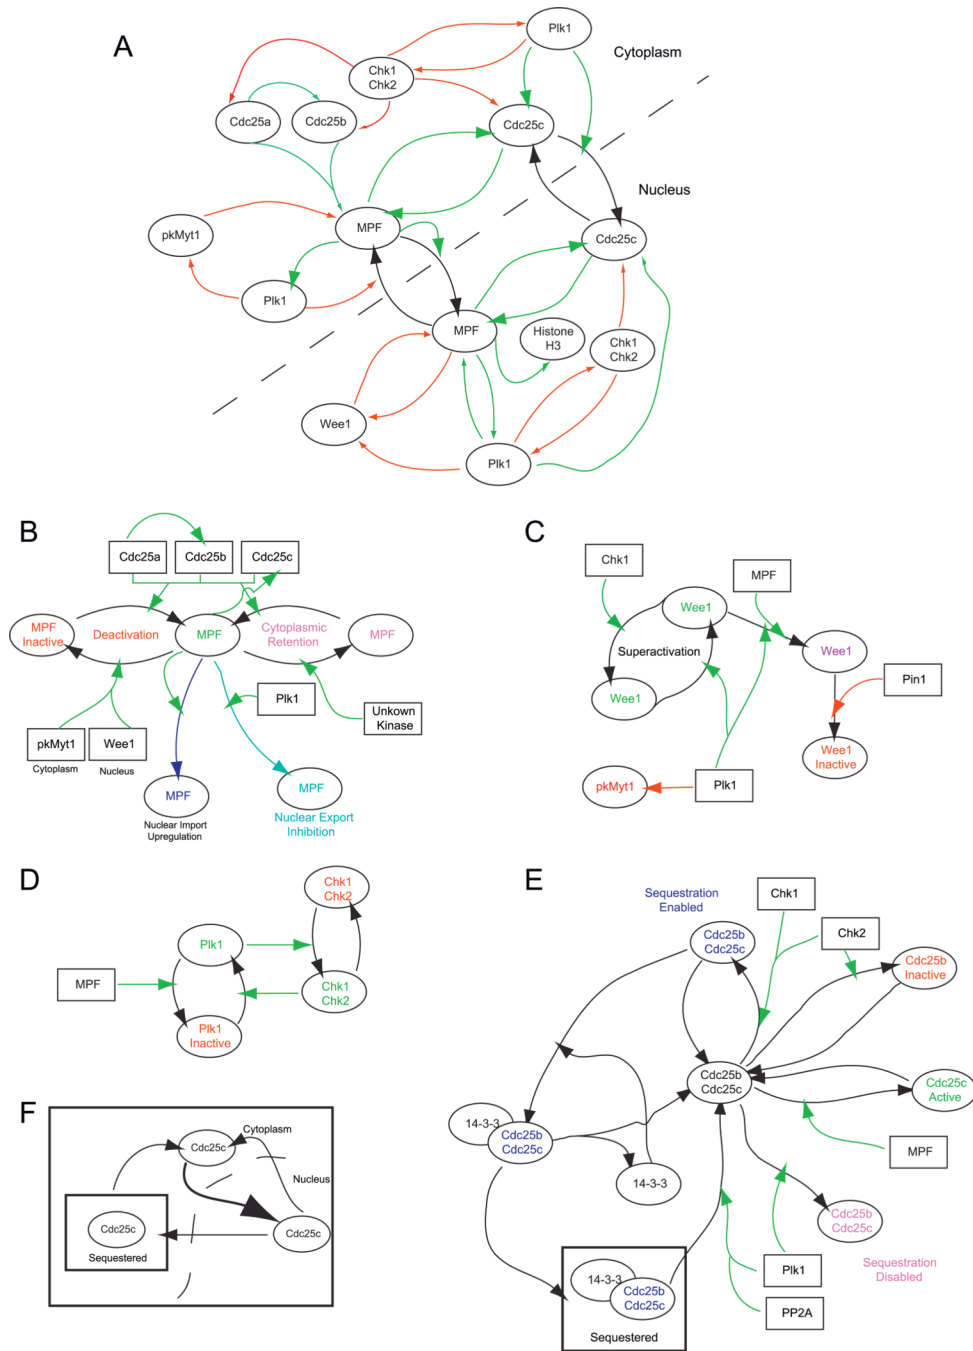 A
Plk1
Cytoplasm
Chk1
Chk2
Cdc25a
Cdc25b
Cdc25c
Nucleus
pkMyt1
MPF
Cdc25c
Plk1
MPF
Histone
H3
Chk1
Chk2
Wee1
Plk1
B
Cdc25a
Cdc25b
Cdc25c
MPF
Inactive
Deactivation
MPF
Cytoplasmic
Retention
MPF
Plk1
Unkown
Kinase
pkMyt1
Wee1
Cytoplasm
Nucleus
MPF
MPF
Nuclear Import
Upregulation
Nuclear Export
Inhibition
C
Chk1
MPF
Wee1
Superactivation
Wee1
Wee1
Pin1
Wee1
Inactive
pkMyt1
Plk1
D
Chk1
Chk2
Plk1
MPF
Chk1
Chk2
Plk1
Inactive
E
Sequestration
Enabled
Chk1
Chk2
Cdc25b
Cdc25c
Cdc25b
Inactive
Cdc25b
Cdc25c
Cdc25c
Active
14-3-3
Cdc25b
Cdc25c
14-3-3
MPF
Cdc25b
Cdc25c
Plk1
Sequestration
Disabled
PP2A
14-3-3
Cdc25b
Cdc25c
Sequestered
F
Cytoplasm
Cdc25c
Nucleus
Cdc25c
Cdc25c
Sequestered